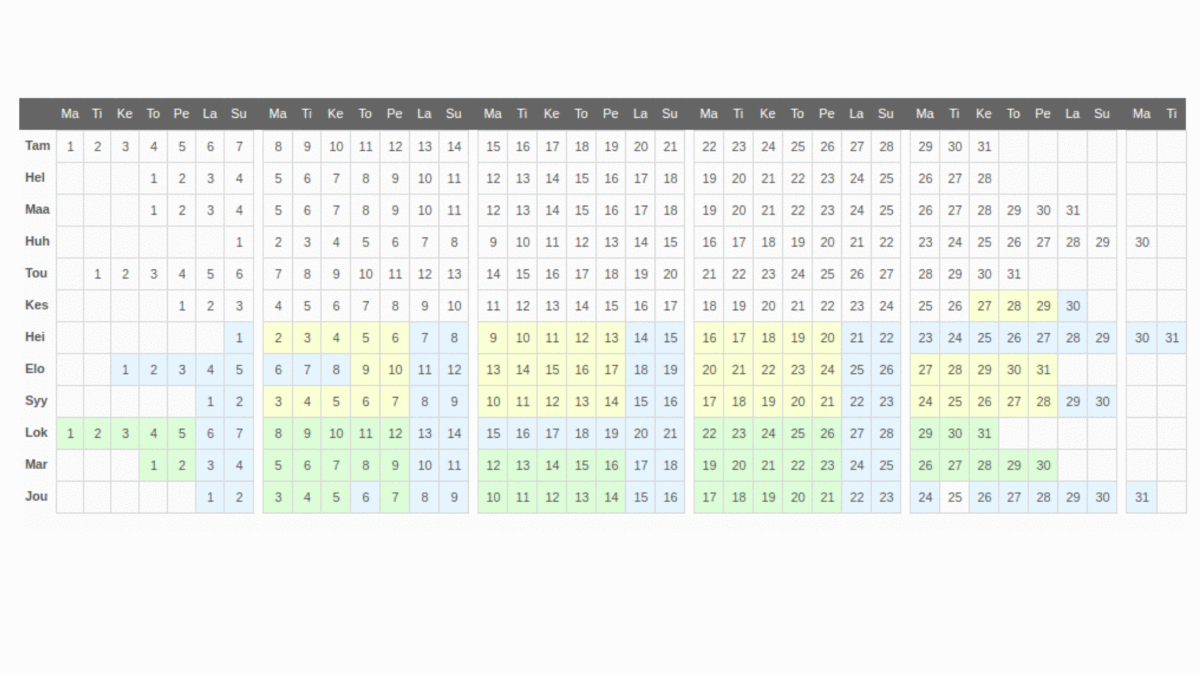 Ma Ti Ke To Pe La Su Ma Ti Ke To Pe La Su Ma Ti Ke To Pe La Su Ma Ti Ke To Pe La Su Ma Ti Ke To Pe La Su Ma Ti
Tam 1 2 3 4 5 6 7 8 9 10 11 12 13 14 15 16 17 18 19 20 21 22 23 24 25 26 27 28 29 30 31
Hel 1 2 3 4 5 6 7 8 9 10 11 12 13 14 15 16 17 18 19 20 21 22 23 24 25 26 27 28
Maa 1 2 3 4 5 6 7 8 9 10 11 12 13 14 15 16 17 18 19 20 21 22 23 24 25 26 27 28 29 30 31
Huh 1 2 3 4 5 6 7 8 9 10 11 12 13 14 15 16 17 18 19 20 21 22 23 24 25 26 27 28 29 30
Tou 1 2 3 4 5 6 7 8 9 10 11 12 13 14 15 16 17 18 19 20 21 22 23 24 25 26 27 28 29 30 31
Kes 1 2 3 4 5 6 7 8 9 10 11 12 13 14 15 16 17 18 19 20 21 22 23 24 25 26 27 28 29 30
Hei 1 2 3 4 5 6 7 8 9 10 11 12 13 14 15 16 17 18 19 20 21 22 23 24 25 26 27 28 29 30 31
Elo 1 2 3 4 5 6 7 8 9 10 11 12 13 14 15 16 17 18 19 20 21 22 23 24 25 26 27 28 29 30 31
Syy 1 2 3 4 5 6 7 8 9 10 11 12 13 14 15 16 17 18 19 20 21 22 23 24 25 26 27 28 29 30
Lok 1 2 3 4 5 6 7 8 9 10 11 12 13 14 15 16 17 18 19 20 21 22 23 24 25 26 27 28 29 30 31
Mar 1 2 3 4 5 6 7 8 9 10 11 12 13 14 15 16 17 18 19 20 21 22 23 24 25 26 27 28 29 30
Jou 1 2 3 4 5 6 7 8 9 10 11 12 13 14 15 16 17 18 19 20 21 22 23 24 25 26 27 28 29 30 31